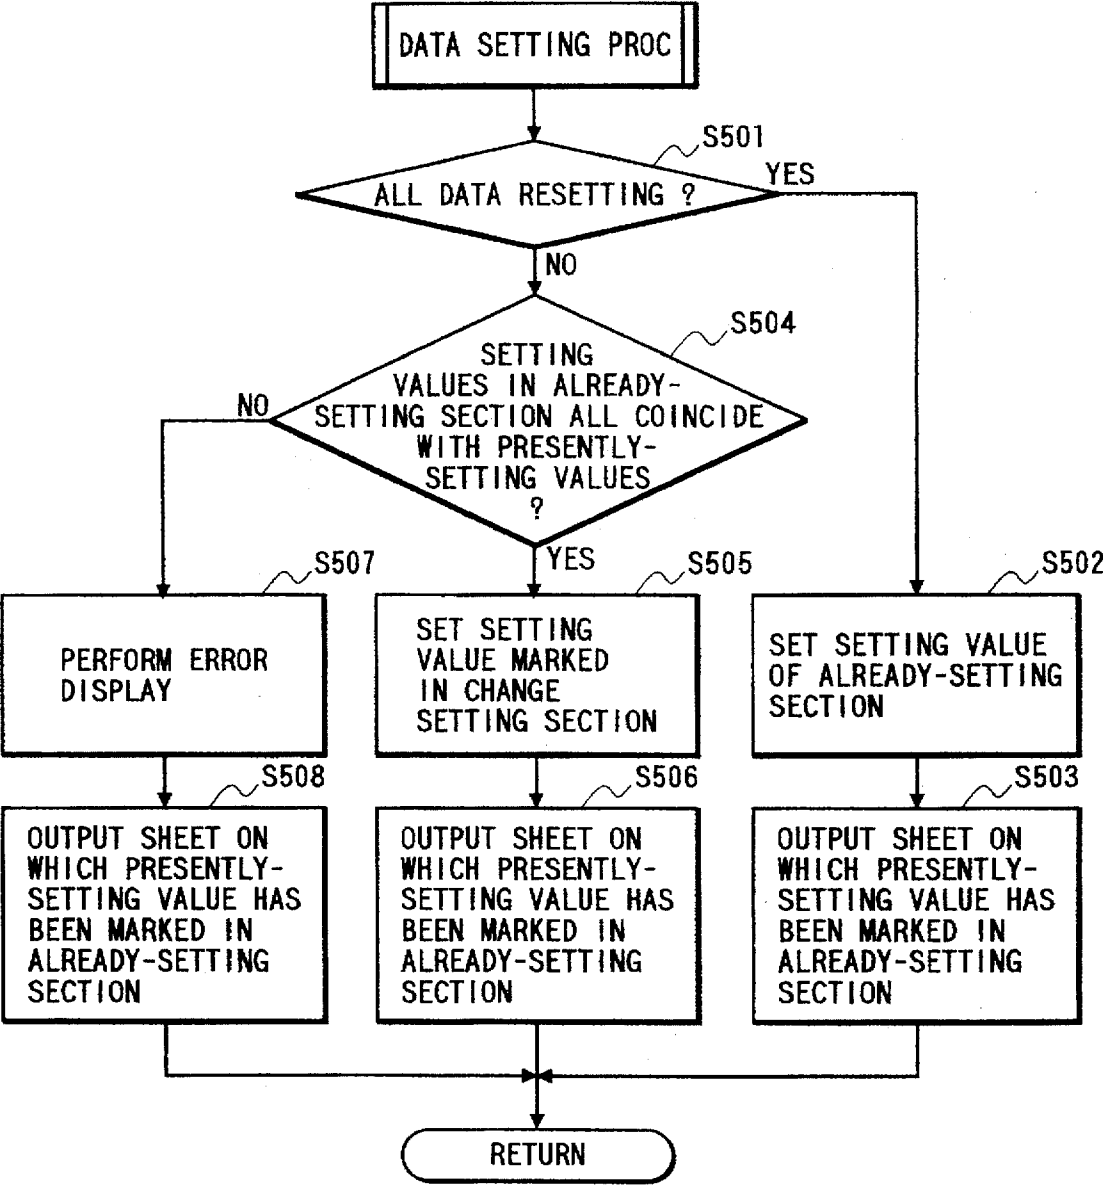 DATA SETTING PROC
S501
ALL DATA RESETTING ?
YES
NO
S504
SETTING
VALUES IN ALREADY-
SETTING SECTION ALL COINCIDE
WITH PRESENTLY-
SETTING VALUES
?
NO
YES
S507
PERFORM ERROR
DISPLAY
S505
SET SETTING
VALUE MARKED
IN CHANGE
SETTING SECTION
S502
SET SETTING VALUE
OF ALREADY-SETTING
SECTION
S508
OUTPUT SHEET ON
WHICH PRESENTLY-
SETTING VALUE HAS
BEEN MARKED IN
ALREADY-SETTING
SECTION
S506
OUTPUT SHEET ON
WHICH PRESENTLY-
SETTING VALUE HAS
BEEN MARKED IN
ALREADY-SETTING
SECTION
S503
OUTPUT SHEET ON
WHICH PRESENTLY-
SETTING VALUE HAS
BEEN MARKED IN
ALREADY-SETTING
SECTION
RETURN